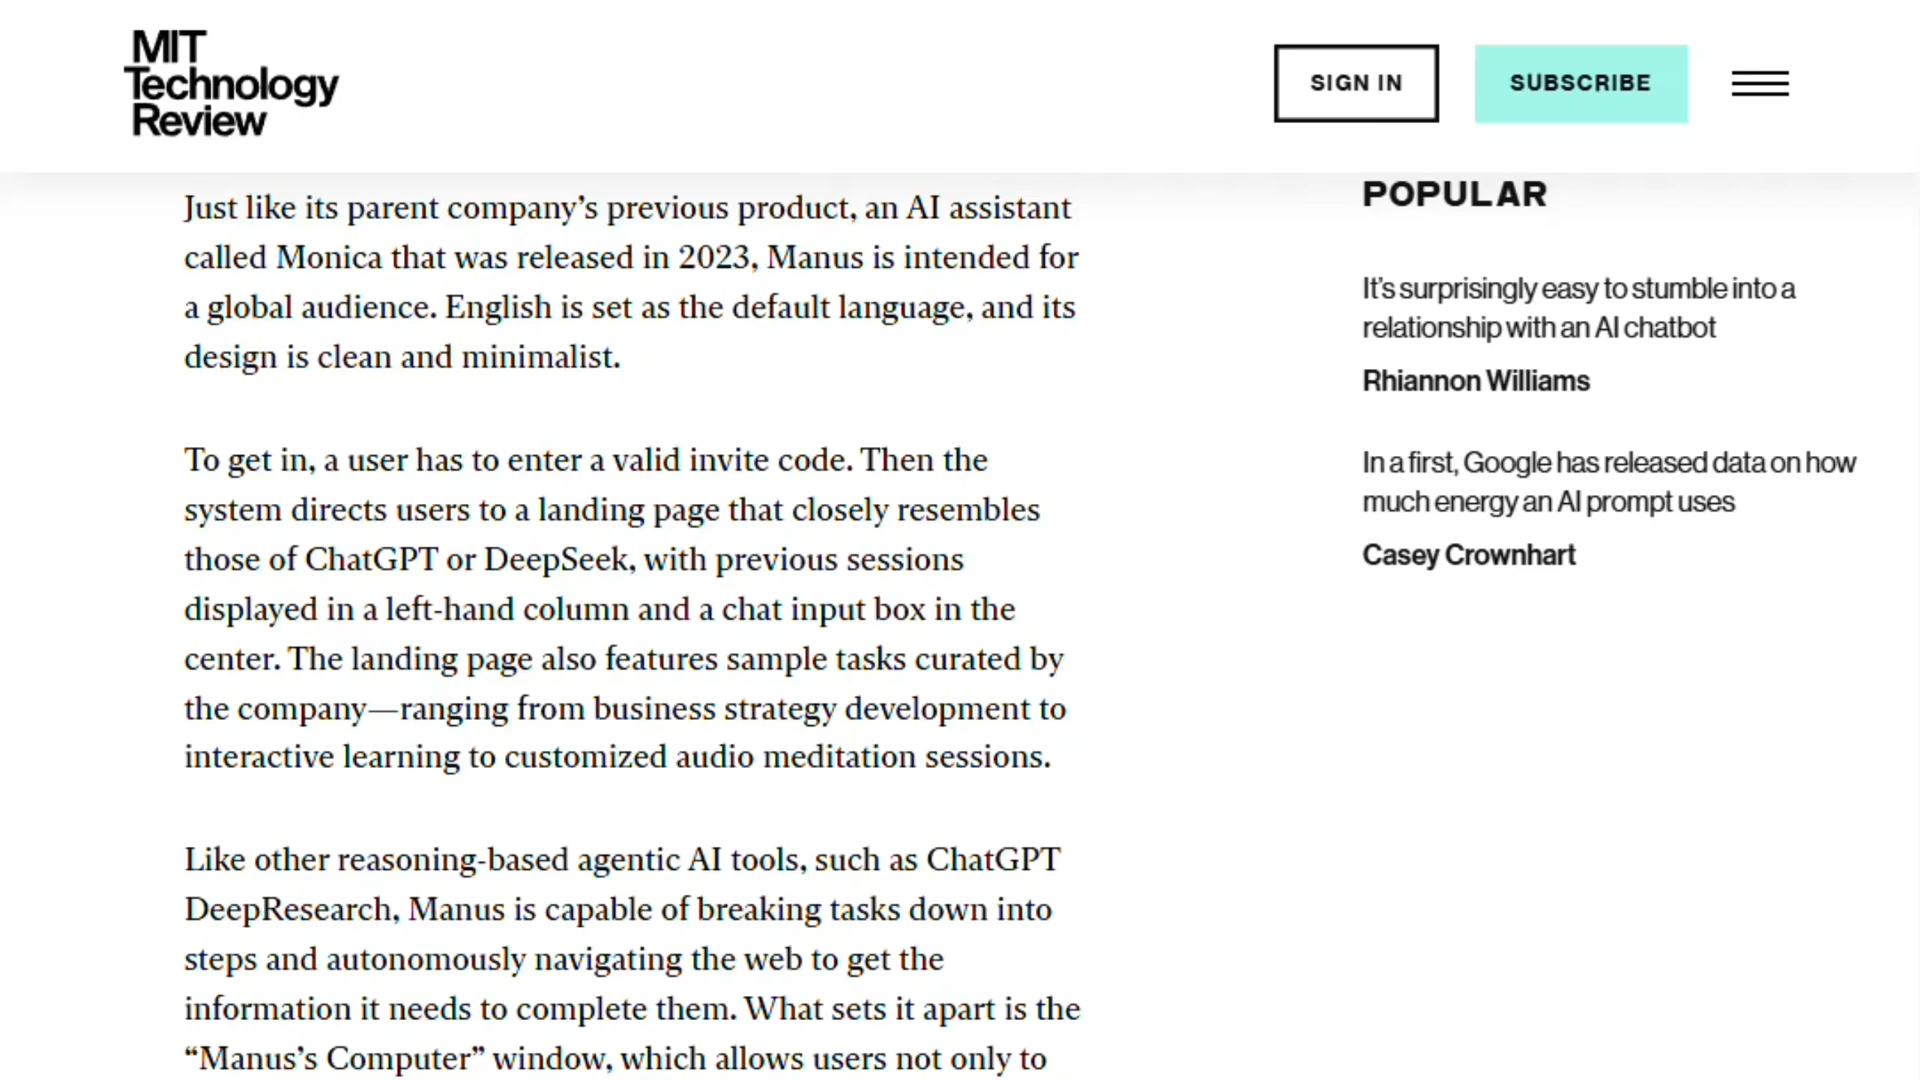 MIT
Technology
Review
SIGN IN
SUBSCRIBE
Just like its parent company’s previous product, an AI assistant
called Monica that was released in 2023, Manus is intended for
a global audience. English is set as the default language, and its
design is clean and minimalist.
To get in, a user has to enter a valid invite code. Then the
system directs users to a landing page that closely resembles
those of ChatGPT or DeepSeek, with previous sessions
displayed in a left-hand column and a chat input box in the
center. The landing page also features sample tasks curated by
the company—ranging from business strategy development to
interactive learning to customized audio meditation sessions.
Like other reasoning-based agentic AI tools, such as ChatGPT
DeepResearch, Manus is capable of breaking tasks down into
steps and autonomously navigating the web to get the
information it needs to complete them. What sets it apart is the
“Manus’s Computer” window, which allows users not only to
POPULAR
It’s surprisingly easy to stumble into a
relationship with an AI chatbot
Rhiannon Williams
In a first, Google has released data on how
much energy an AI prompt uses
Casey Crownhart